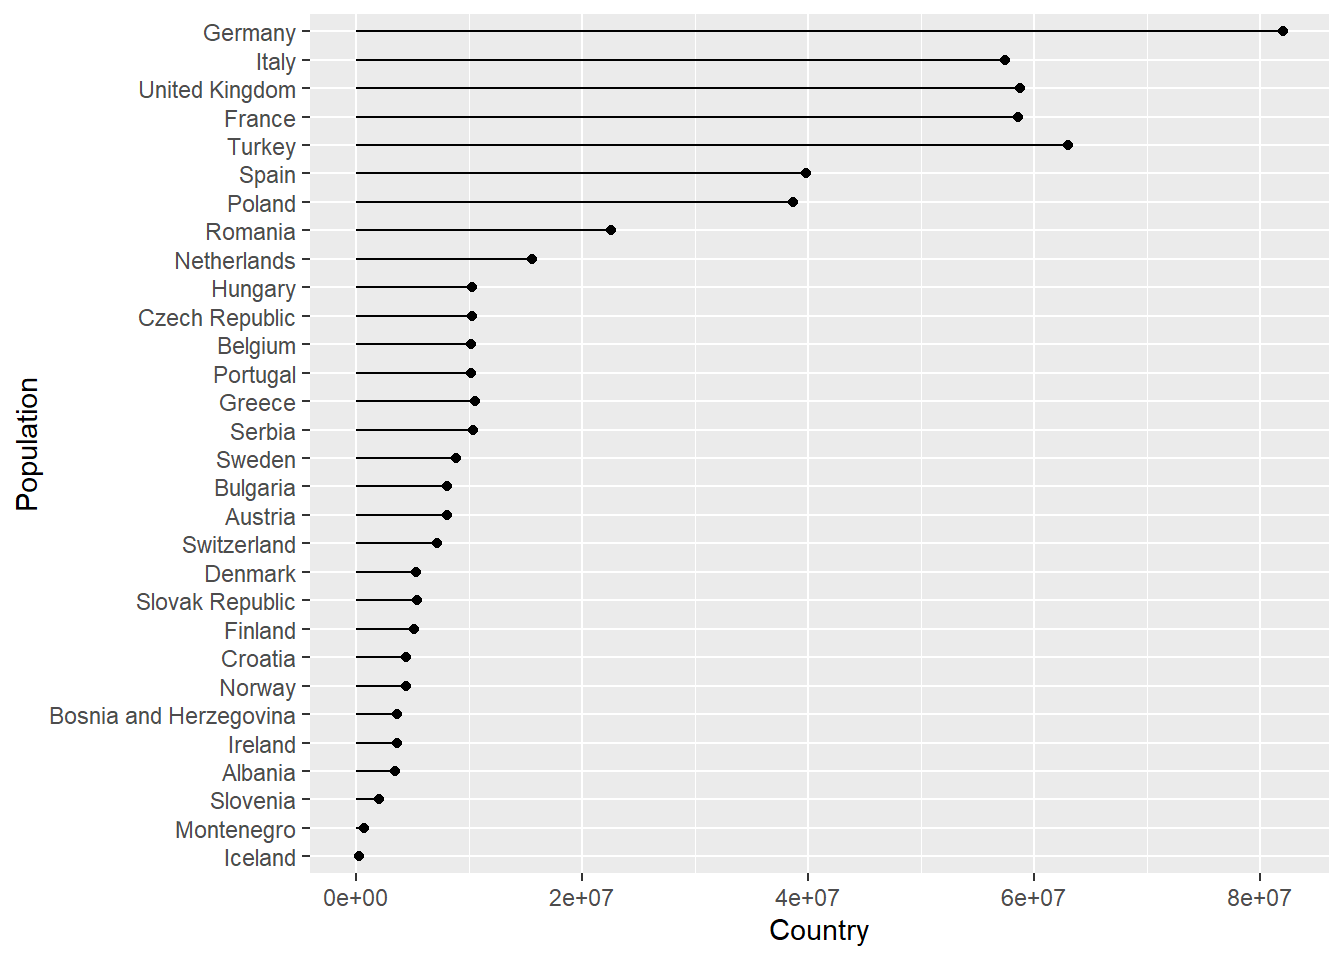 Germany
Italy
United Kingdom
France
Turkey
Spain
Poland
Romania
Netherlands
Hungary
Czech Republic
Belgium
Portugal
Greece
Serbia
Sweden
Bulgaria
Austria
Switzerland
Denmark
Slovak Republic
Finland
Croatia
Norway
Bosnia and Herzegovina
Ireland
Albania
Slovenia
Montenegro
Iceland
Population
0e+00 2e+07 4e+07 6e+07 8e+07
Country